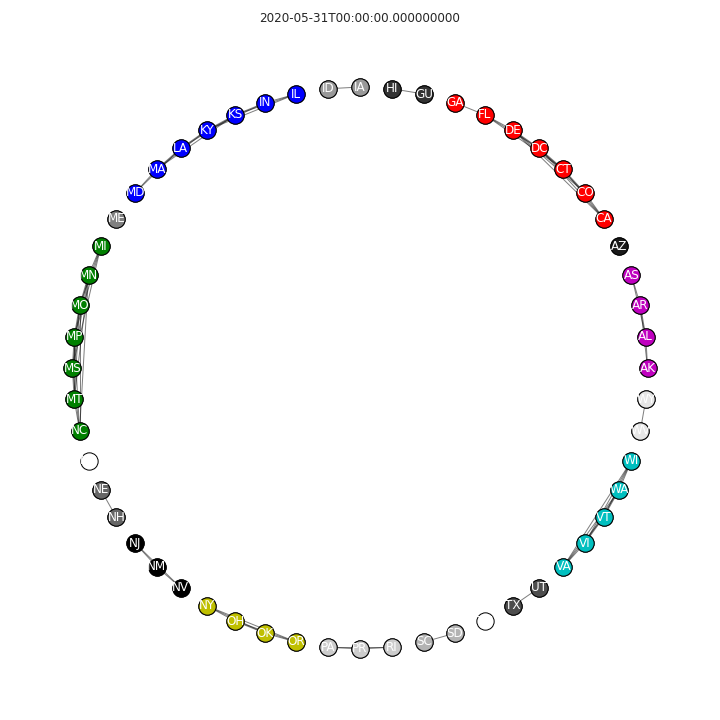 2020-05-31T00:00:00.000000000
AK
AL
AR
AS
AZ
CA
CO
CT
DC
DE
FL
GA
GU
HI
IA
ID
IL
IN
KS
KY
LA
MA
MD
ME
MI
MN
MO
MP
MS
MT
NC
NE
NH
NJ
NM
NV
NY
OH
OK
OR
PA
PR
RI
SC
SD
TX
UT
VA
VI
VT
WA
WI